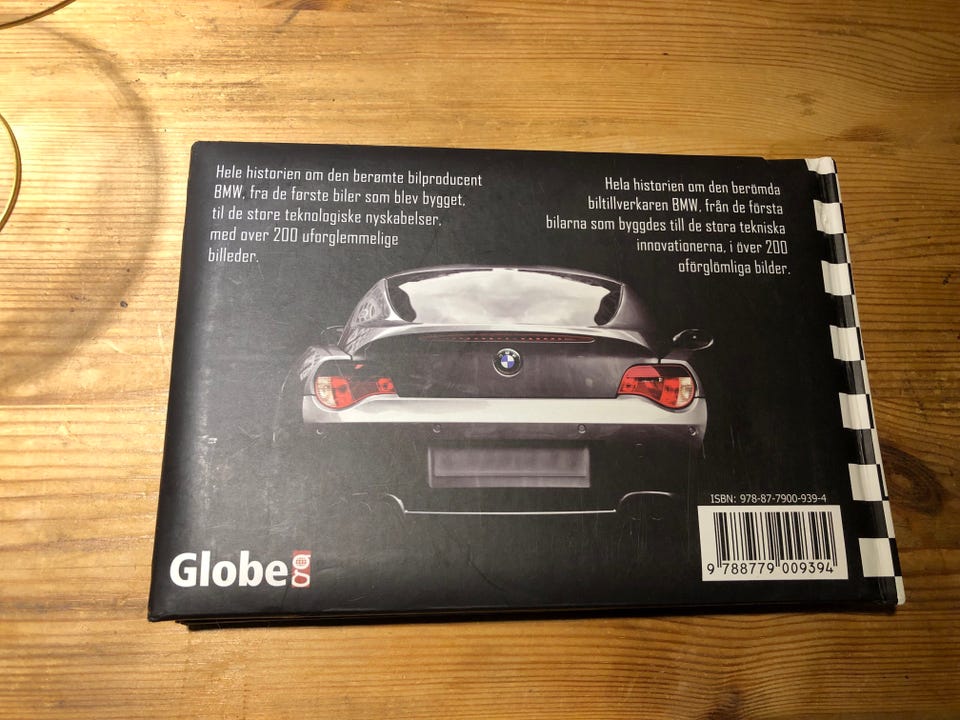 Hele historien om den berømte bilproducent
BMW, fra de første biler som blev bygget,
til de store teknologiske nyskabelser,
med over 200 uforglemmelige
billeder.
Hela historien om den berömda
biltillverkaren BMW, från de första
bilarna som byggdes till de stora tekniska
innovationerna, i över 200
oförglömliga bilder.
BMW
Globe g
ISBN: 978-87-7900-939-4
9 788779 009394